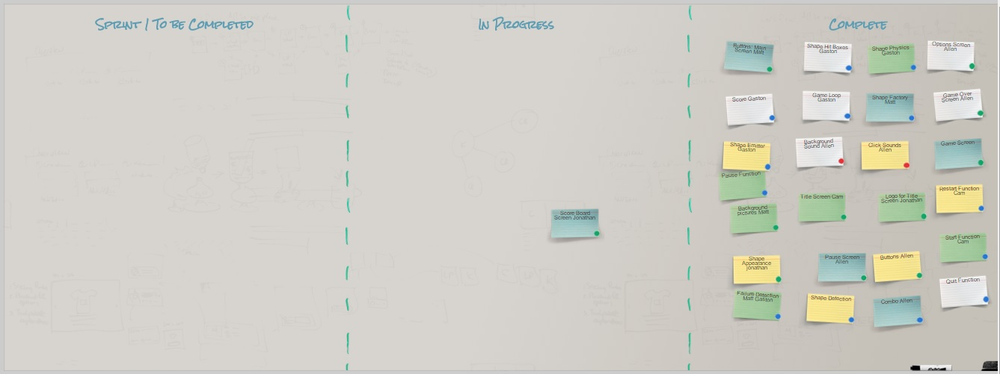 Sprint 1 To be Completed
In Progress
Complete
Buttons: Main
Screen Matt
Shape Hit Boxes
Gaston
Shape Physics
Gaston
Options Screen
Allen
Score Gaston
Game Loop
Gaston
Shape Factory
Matt
Game Over
Screen Allen
Shape Emitter
Gaston
Background
Sound Allen
Click Sounds
Allen
Game Screen
Pause Function
Title Screen Cam
Logo for Title
Screen Jonathan
Restart Function
Cam
Background
pictures Matt
Score Board
Screen Jonathan
Start Function
Cam
Shape
Appearance
jonathan
Pause Screen
Allen
Buttons Allen
Quit Function
Failure Detection
Matt Gaston
Shape Detection
Combo Allen